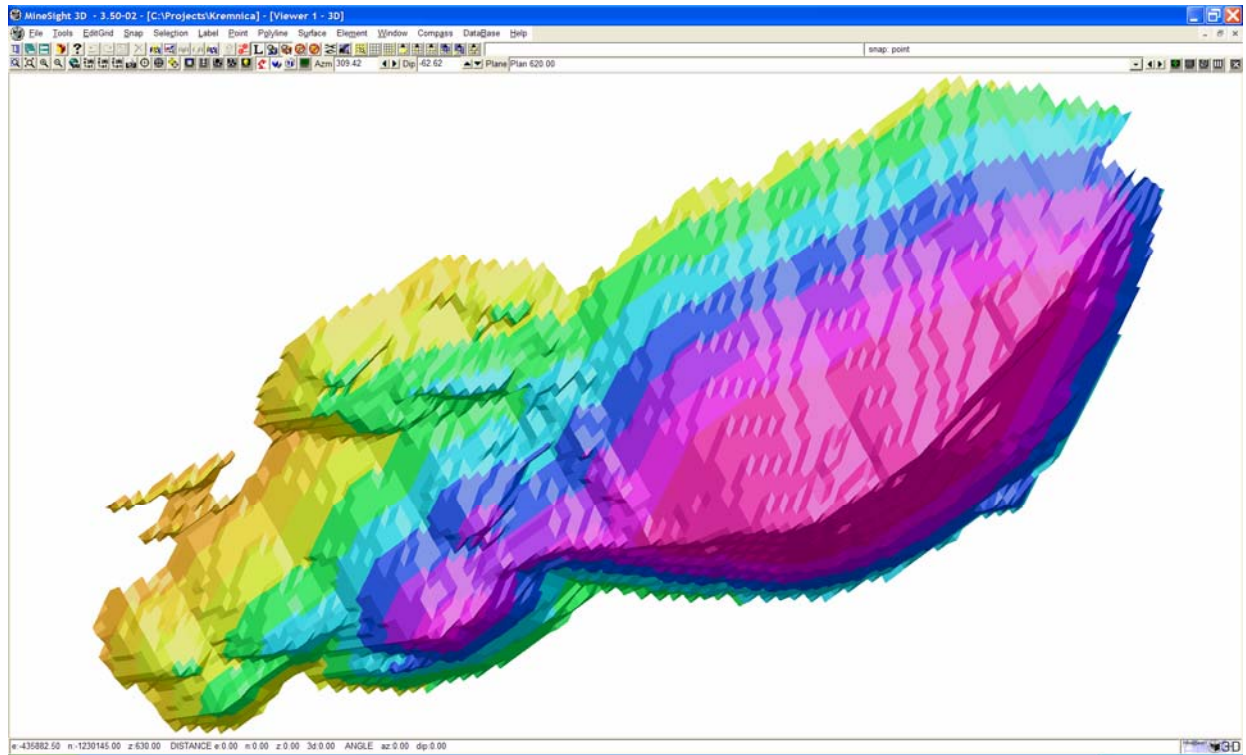 MineSight 3D - 3.50-02 - [C:\Projects\Kremnica] - [Viewer 1 - 3D]
File Tools EditGrid Snap Selection Label Point Polyline Surface Element Window Compass DataBase Help
snap: point
Azm 309.42 Dip -62.62 Plane Plan 620.00
e:-435882.50 n:-1230145.00 z:630.00 DISTANCE e:0.00 n:0.00 z:0.00 3d:0.00 ANGLE az:0.00 dip:0.00
3D